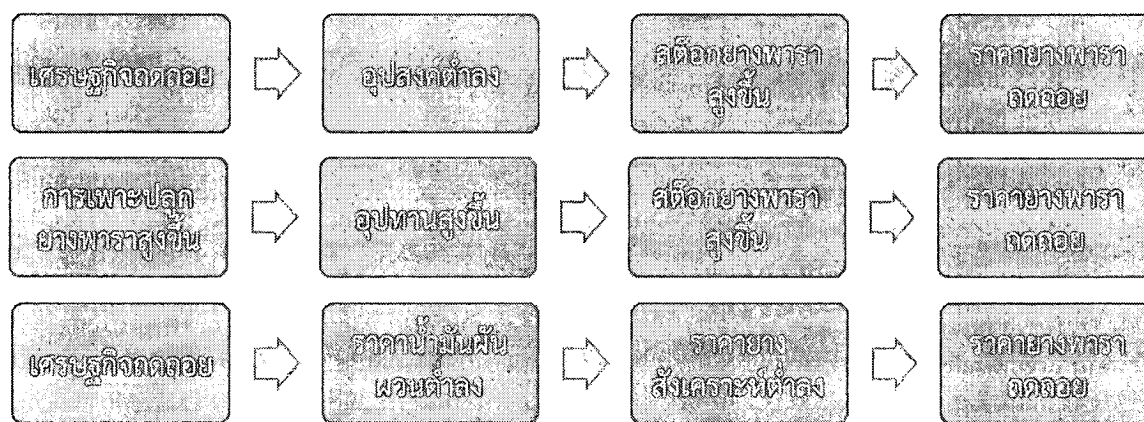 เศรษฐกิจถดถอย
อุปสงค์ต่ำลง
สต็อกยางพารา
สูงขึ้น
ราคายางพารา
ถดถอย
การเพาะปลูก
ยางพาราสูงขึ้น
อุปทานสูงขึ้น
สต็อกยางพารา
สูงขึ้น
ราคายางพารา
ถดถอย
เศรษฐกิจถดถอย
ราคาน้ำมันผัน
ผวนต่ำลง
ราคายาง
สังเคราะห์ต่ำลง
ราคายางพารา
ถดถอย